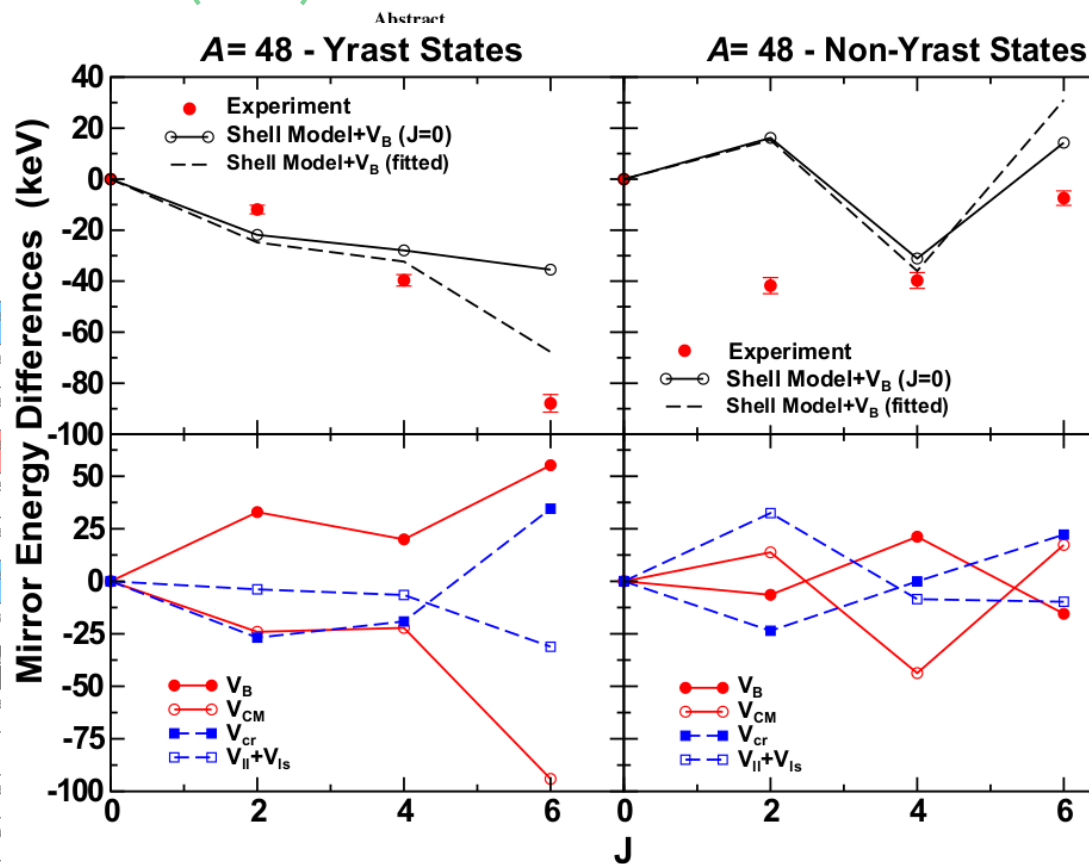 Abstract
A= 48 - Yrast States
A= 48 - Non-Yrast States
Mirror Energy Differences (keV)
40
20
0
-20
-40
-60
-80
-100
Experiment
Shell Model+V_B (J=0)
Shell Model+V_B (fitted)
Experiment
Shell Model+V_B (J=0)
Shell Model+V_B (fitted)
50
25
0
-25
-50
-75
-100
V_B
V_CM
V_cr
V_ll+V_ls
V_B
V_CM
V_cr
V_ll+V_ls
0 2 4 6
0 2 4 6
J